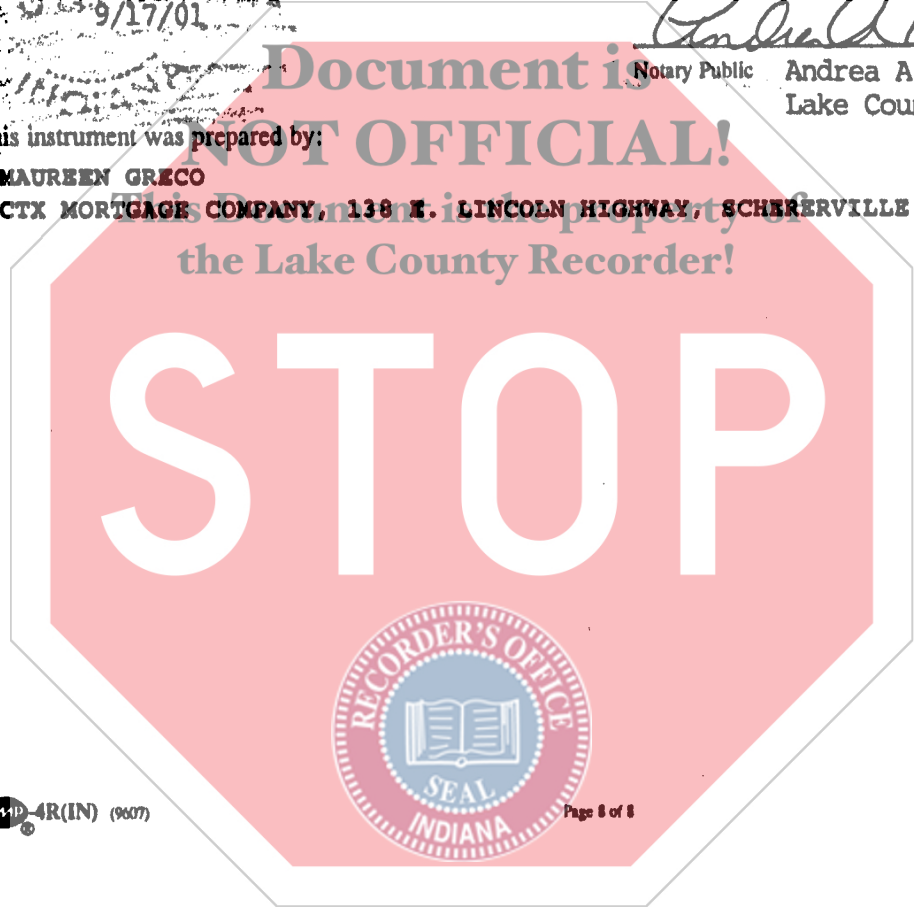 9/17/01
Document is
Notary Public Andrea A
Lake Cou
is instrument was prepared by:
NOT OFFICIAL!
MAUREEN GRECO
CTX MORTGAGE COMPANY, 138 E. LINCOLN HIGHWAY, SCHERERVILLE
This Document is the property of
the Lake County Recorder!
STOP
RECORDER'S OFFICE
SEAL
INDIANA
-4R(IN) (9607)
Page 8 of 8